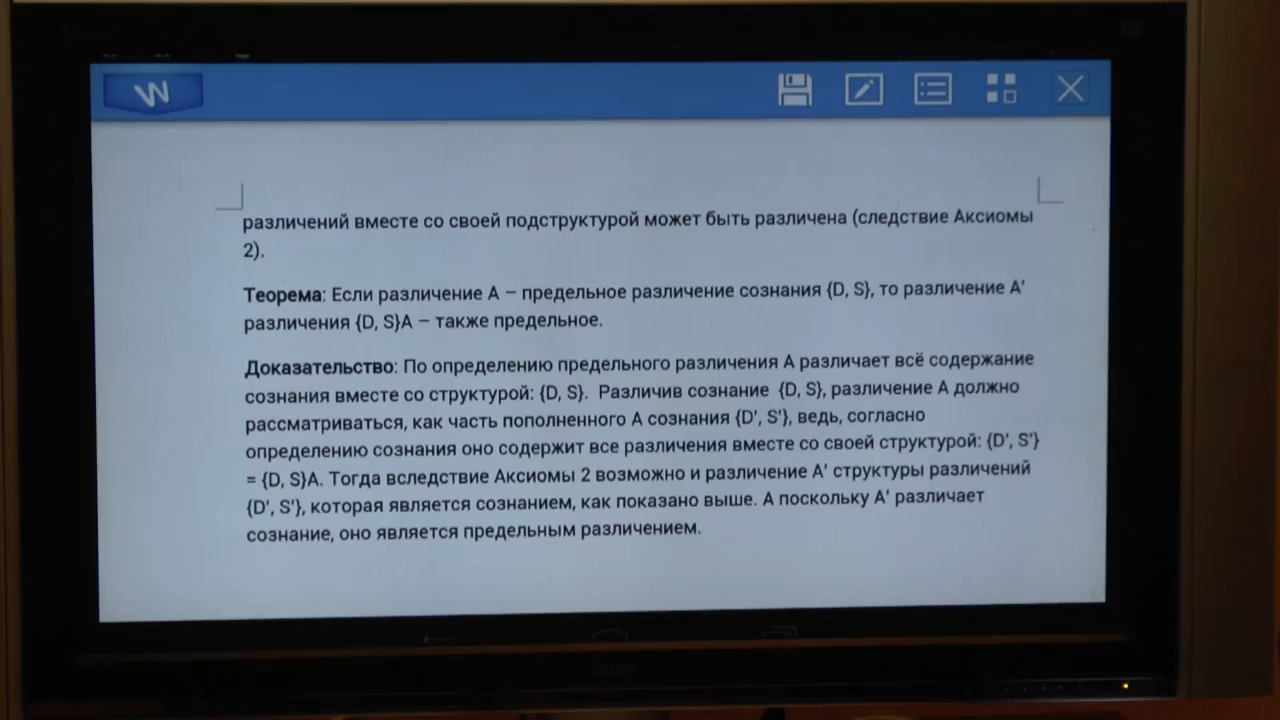 W
различений вместе со своей подструктурой может быть различена (следствие Аксиомы
2).
Теорема: Если различение A – предельное различение сознания {D, S}, то различение A'
различения {D, S}A – также предельное.
Доказательство: По определению предельного различения A различает всё содержание
сознания вместе со структурой: {D, S}. Различив сознание {D, S}, различение A должно
рассматриваться, как часть пополненного A сознания {D', S'}, ведь, согласно
определению сознания оно содержит все различения вместе со своей структурой: {D', S'}
= {D, S}A. Тогда вследствие Аксиомы 2 возможно и различение A' структуры различений
{D', S'}, которая является сознанием, как показано выше. А поскольку A' различает
сознание, оно является предельным различением.